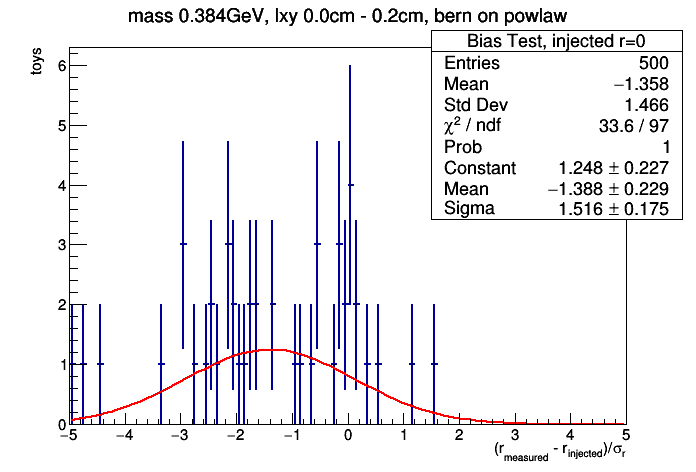 mass 0.384GeV, lxy 0.0cm - 0.2cm, bern on powlaw
Bias Test, injected r=0
Entries 500
Mean −1.358
Std Dev 1.466
χ² / ndf 33.6 / 97
Prob 1
Constant 1.248 ± 0.227
Mean −1.388 ± 0.229
Sigma 1.516 ± 0.175
toys
6
5
4
3
2
1
0
−5 −4 −3 −2 −1 0 1 2 3 4 5
(r_measured - r_injected)/σ_r